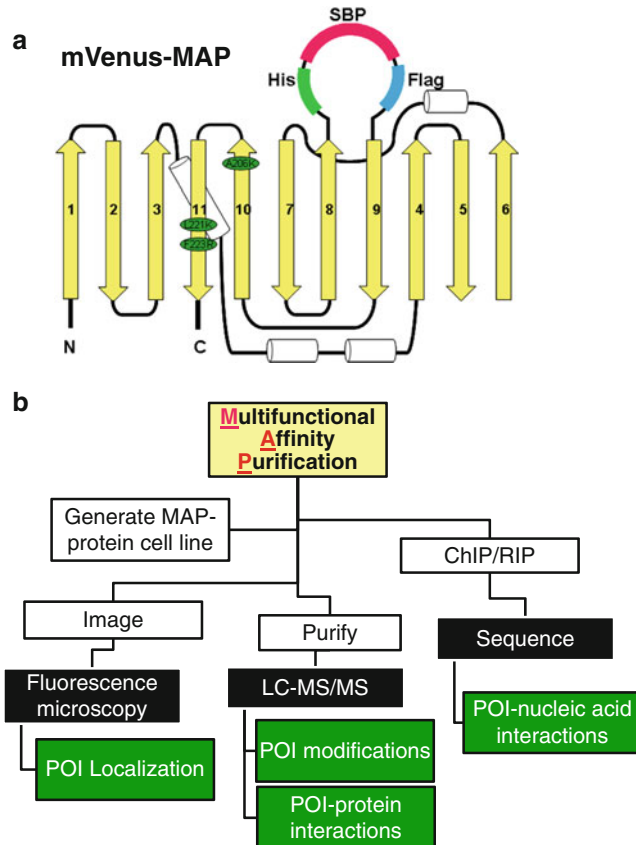 a
mVenus-MAP
SBP
His
Flag
A206K
1
2
3
11
10
7
8
9
4
5
6
L221K
F223R
N
C
b
Multifunctional
Affinity
Purification
Generate MAP-
protein cell line
ChIP/RIP
Image
Purify
Sequence
Fluorescence
microscopy
LC-MS/MS
POI Localization
POI modifications
POI-nucleic acid
interactions
POI-protein
interactions